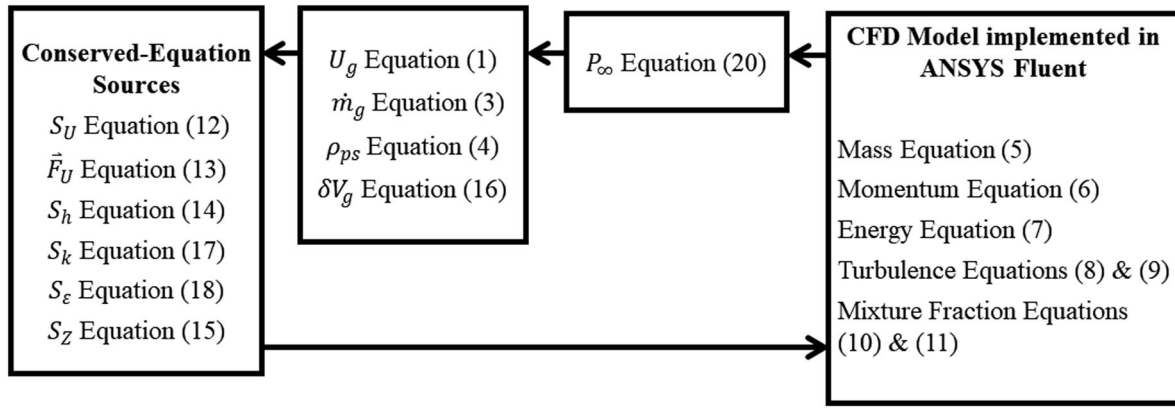 Conserved-Equation
Sources
S_U Equation (12)
F⃗_U Equation (13)
S_h Equation (14)
S_k Equation (17)
S_ε Equation (18)
S_Z Equation (15)
U_g Equation (1)
ṁ_g Equation (3)
ρ_ps Equation (4)
δV_g Equation (16)
P_∞ Equation (20)
CFD Model implemented in
ANSYS Fluent
Mass Equation (5)
Momentum Equation (6)
Energy Equation (7)
Turbulence Equations (8) & (9)
Mixture Fraction Equations
(10) & (11)